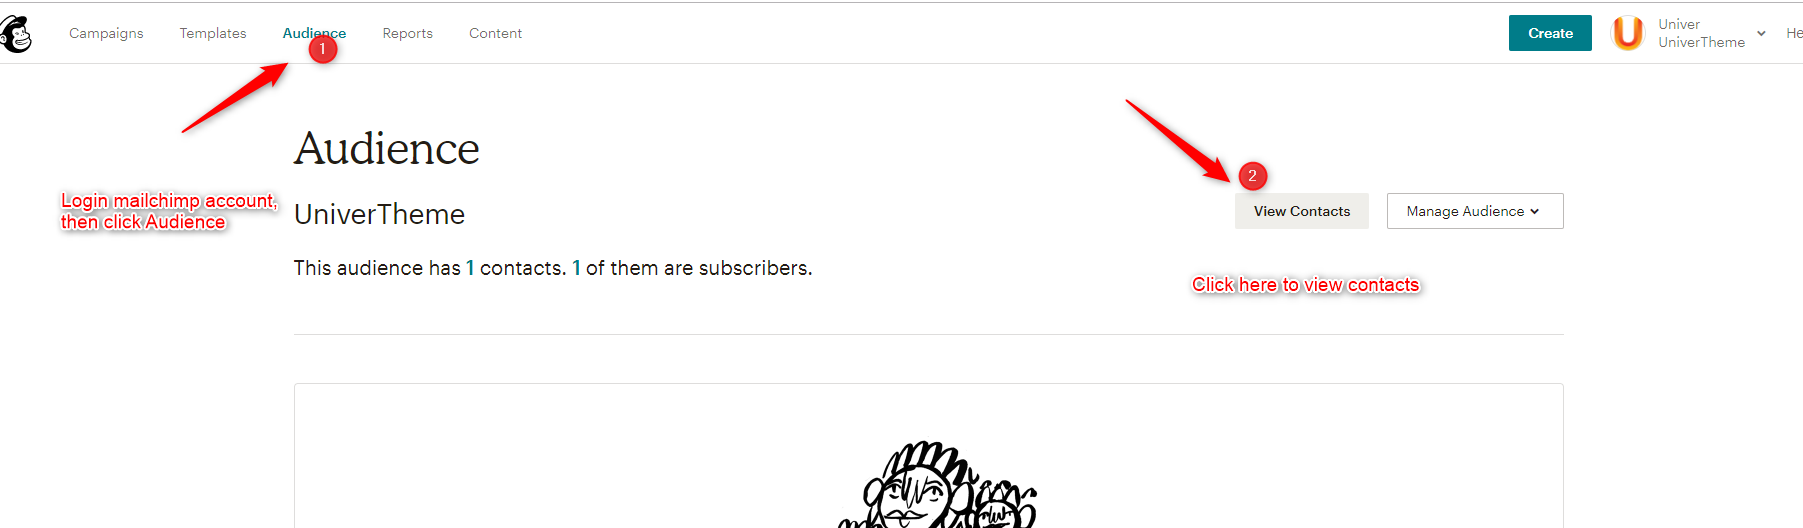 Campaigns Templates Audience Reports Content Create Univer
UniverTheme
1
Audience
2
Login mailchimp account,
then click Audience
UniverTheme
View Contacts Manage Audience
This audience has 1 contacts. 1 of them are subscribers.
Click here to view contacts